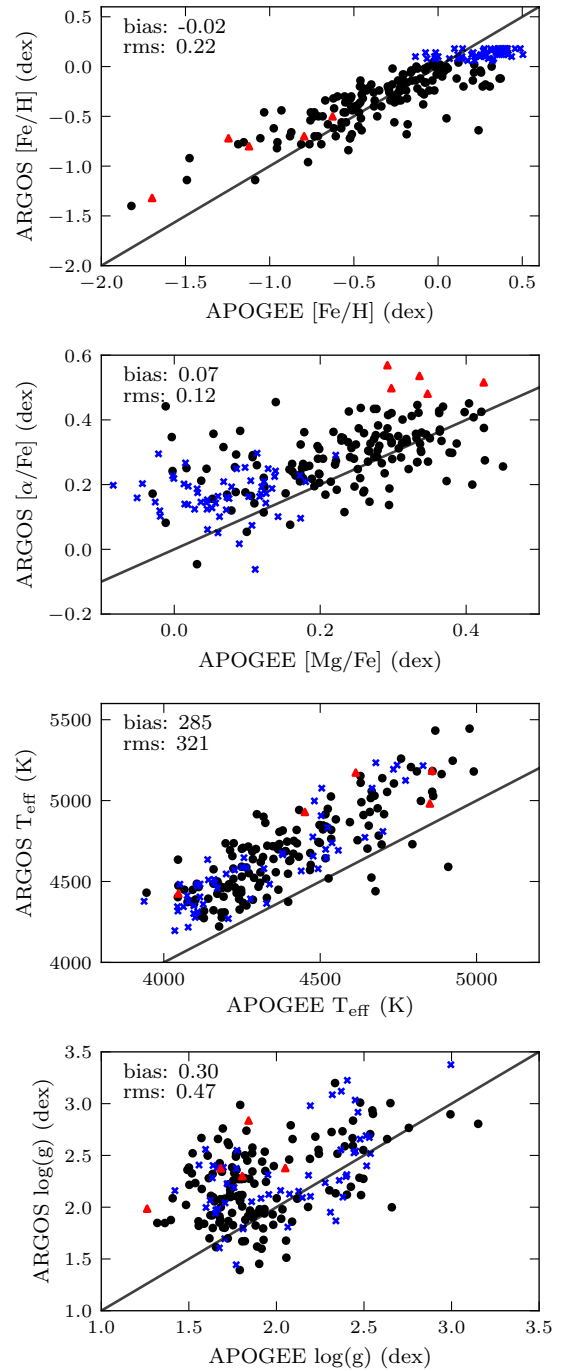 bias: -0.02
rms: 0.22
0.5
0.0
−0.5
−1.0
−1.5
−2.0
ARGOS [Fe/H] (dex)
−2.0 −1.5 −1.0 −0.5 0.0 0.5
APOGEE [Fe/H] (dex)
bias: 0.07
rms: 0.12
0.6
0.4
0.2
0.0
−0.2
ARGOS [α/Fe] (dex)
0.0 0.2 0.4
APOGEE [Mg/Fe] (dex)
bias: 285
rms: 321
5500
5000
4500
4000
ARGOS Teff (K)
4000 4500 5000
APOGEE Teff (K)
bias: 0.30
rms: 0.47
3.5
3.0
2.5
2.0
1.5
1.0
ARGOS log(g) (dex)
1.0 1.5 2.0 2.5 3.0 3.5
APOGEE log(g) (dex)